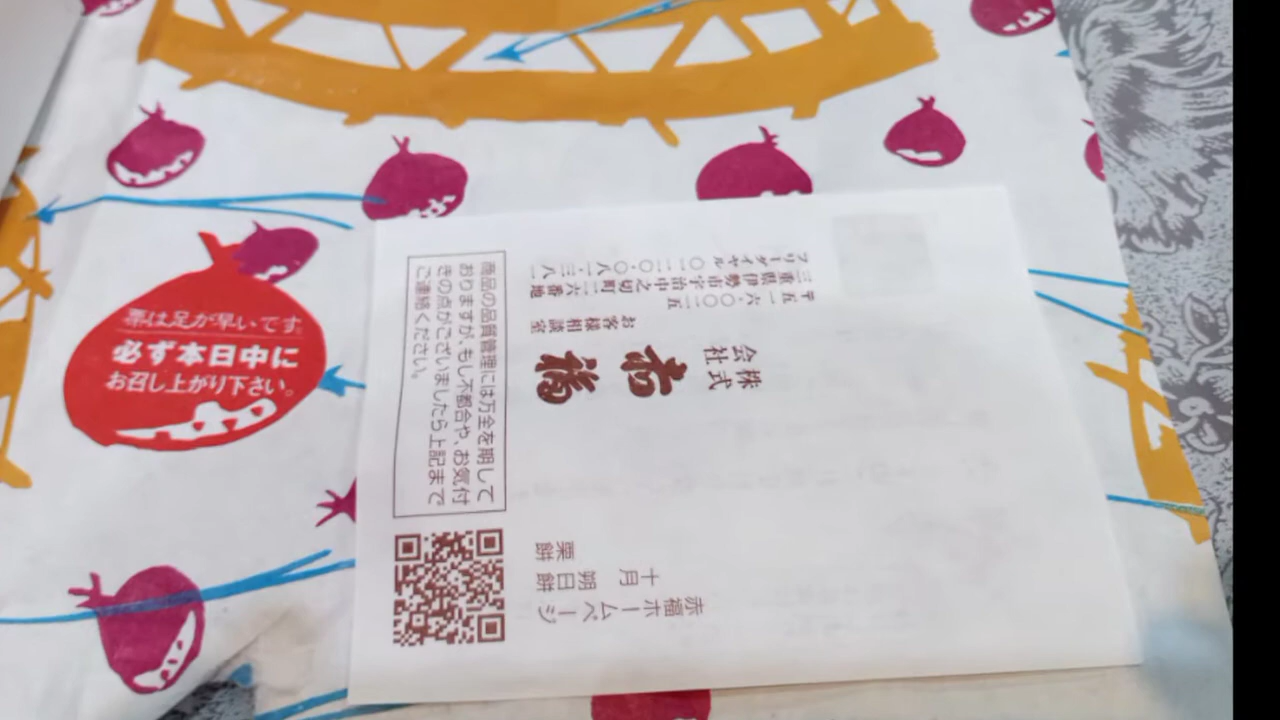 栗は足が早いです。
必ず本日中に
お召し上がり下さい。
赤福ホームページ
十月 朔日餅
栗餅
株式
会社
赤福
お客様相談室
〒五一六・〇〇二五
三重県伊勢市宇治中之切町二六番地
フリーダイヤル 〇一二〇・〇八一・三八一
商品の品質管理には万全を期して
おりますが、もし不都合や、お気付
きの点がございましたら上記まで
ご連絡ください。